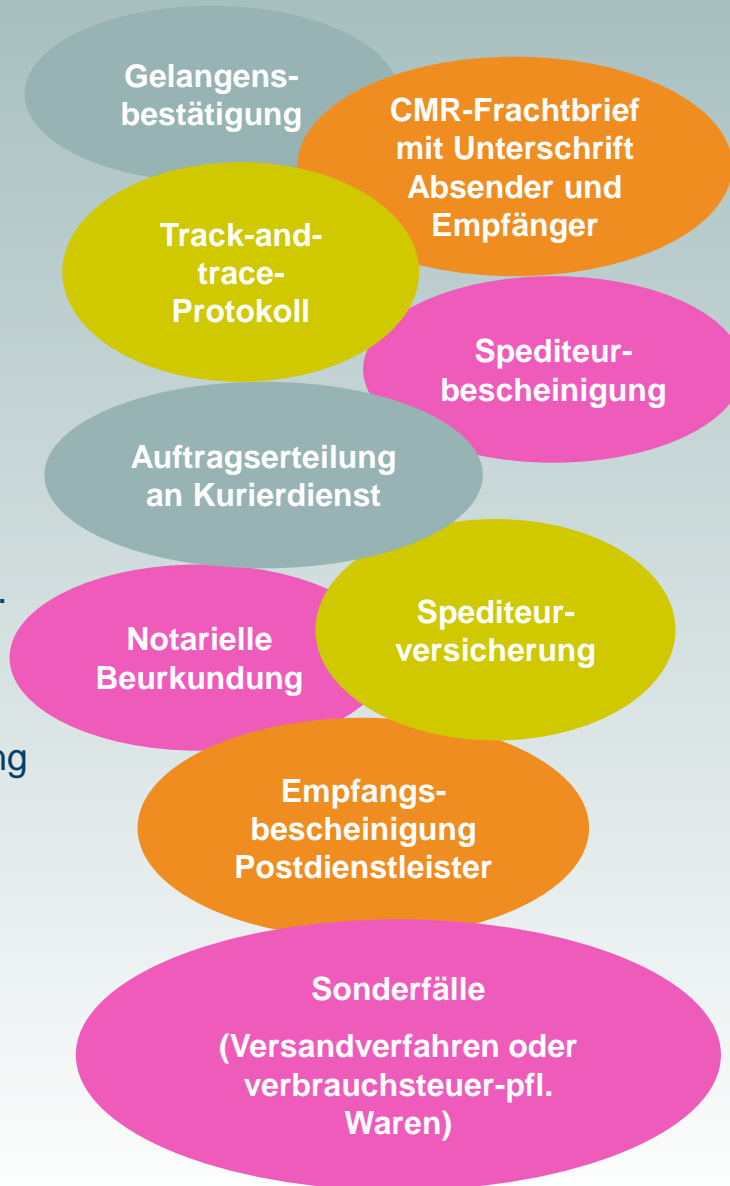 Gelangens-
bestätigung
CMR-Frachtbrief
mit Unterschrift
Absender und
Empfänger
Track-and-
trace-
Protokoll
Spediteur-
bescheinigung
Auftragserteilung
an Kurierdienst
.
Notarielle
Beurkundung
Spediteur-
versicherung
ng
Empfangs-
bescheinigung
Postdienstleister
Sonderfälle
(Versandverfahren oder
verbrauchsteuer-pfl.
Waren)